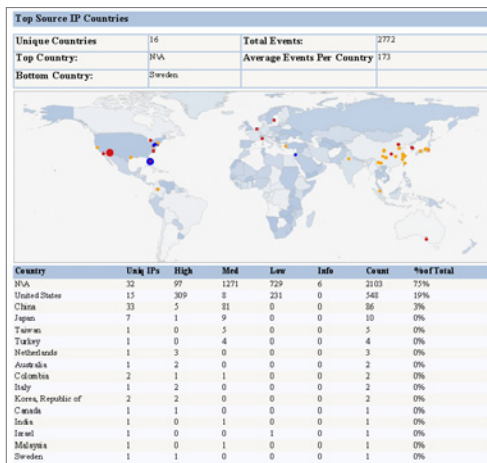 Top Source IP Countries
Unique Countries 16 Total Events: 2772
Top Country: N\A Average Events Per Country 173
Bottom Country: Sweden
Country Uniq IPs High Med Low Info Count %of Total
N\A 32 97 1271 729 6 2103 75%
United States 15 309 8 231 0 548 19%
China 33 5 81 0 0 86 3%
Japan 7 1 9 0 0 10 0%
Taiwan 1 0 5 0 0 5 0%
Turkey 1 0 4 0 0 4 0%
Netherlands 1 3 0 0 0 3 0%
Australia 1 2 0 0 0 2 0%
Colombia 2 1 1 0 0 2 0%
Italy 1 2 0 0 0 2 0%
Korea, Republic of 2 2 0 0 0 2 0%
Canada 1 1 0 0 0 1 0%
India 1 0 1 0 0 1 0%
Israel 1 0 0 1 0 1 0%
Malaysia 1 0 1 0 0 1 0%
Sweden 1 1 0 0 0 1 0%